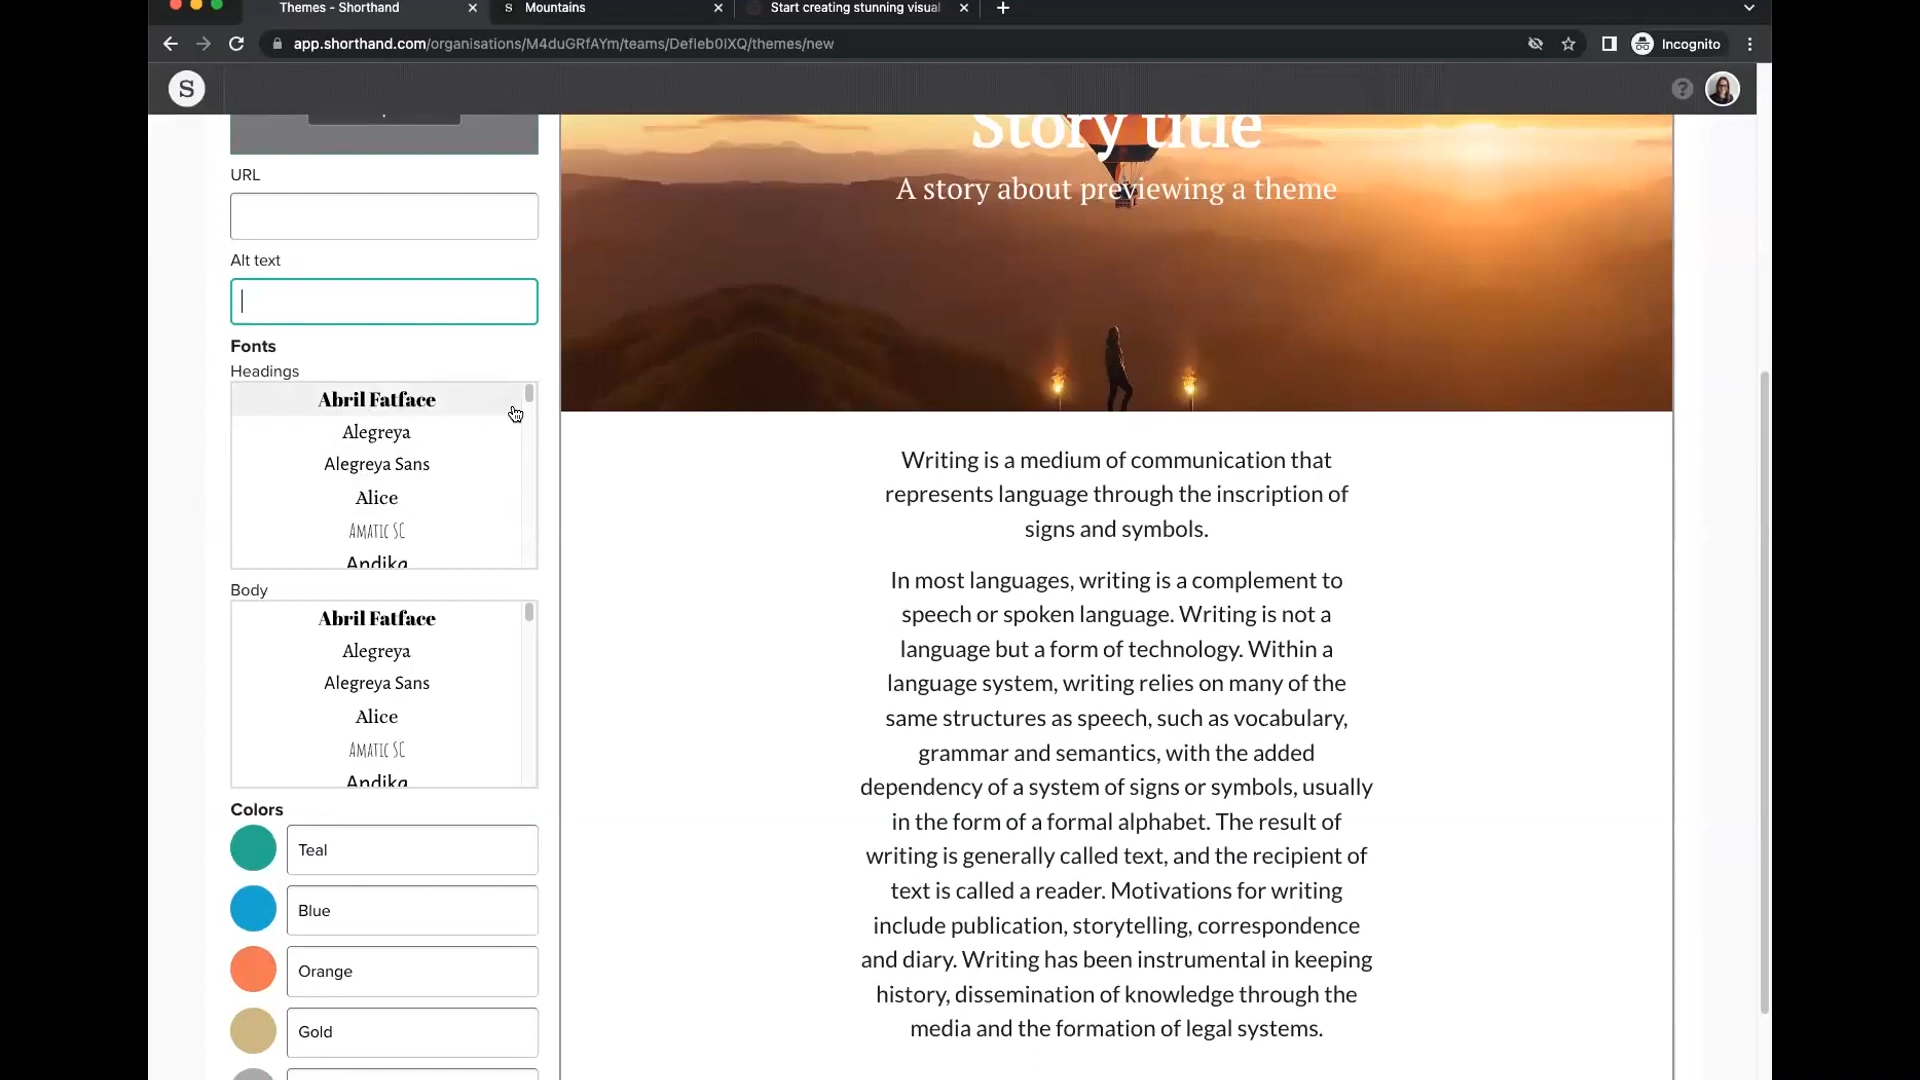 Themes - Shorthand
S Mountains
Start creating stunning visual
app.shorthand.com/organisations/M4duGRfAYm/teams/Defleb0IXQ/themes/new
Incognito
S
?
Story title
A story about previewing a theme
URL
Alt text
Fonts
Headings
Abril Fatface
Alegreya
Alegreya Sans
Alice
Amatic SC
Andika
Body
Abril Fatface
Alegreya
Alegreya Sans
Alice
Amatic SC
Andika
Colors
Teal
Blue
Orange
Gold
Writing is a medium of communication that
represents language through the inscription of
signs and symbols.
In most languages, writing is a complement to
speech or spoken language. Writing is not a
language but a form of technology. Within a
language system, writing relies on many of the
same structures as speech, such as vocabulary,
grammar and semantics, with the added
dependency of a system of signs or symbols, usually
in the form of a formal alphabet. The result of
writing is generally called text, and the recipient of
text is called a reader. Motivations for writing
include publication, storytelling, correspondence
and diary. Writing has been instrumental in keeping
history, dissemination of knowledge through the
media and the formation of legal systems.